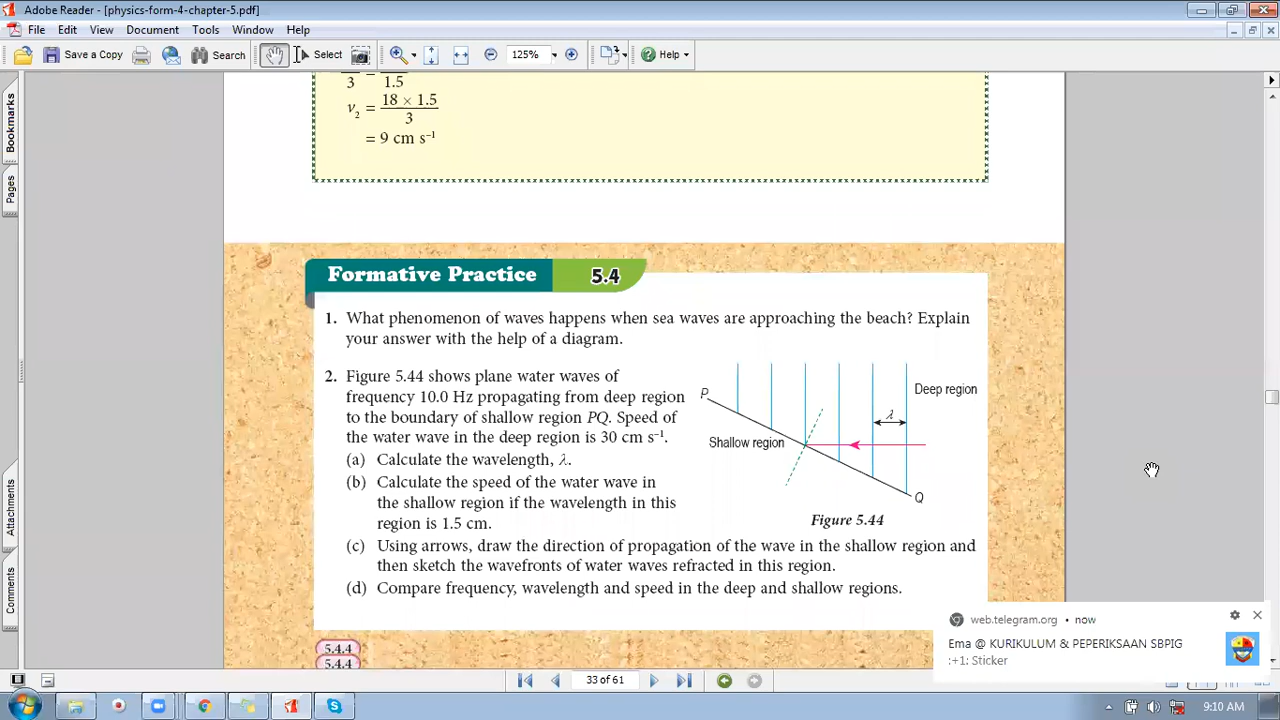 Adobe Reader - [physics-form-4-chapter-5.pdf]
File Edit View Document Tools Window Help
Save a Copy Search Select 125% Help
3 = 1.5
v2 = 18 × 1.5
3
= 9 cm s–1
Formative Practice 5.4
1. What phenomenon of waves happens when sea waves are approaching the beach? Explain
your answer with the help of a diagram.
2. Figure 5.44 shows plane water waves of
frequency 10.0 Hz propagating from deep region
to the boundary of shallow region PQ. Speed of
the water wave in the deep region is 30 cm s–1.
(a) Calculate the wavelength, λ.
(b) Calculate the speed of the water wave in
the shallow region if the wavelength in this
region is 1.5 cm.
P
Deep region
λ
Shallow region
Q
Figure 5.44
(c) Using arrows, draw the direction of propagation of the wave in the shallow region and
then sketch the wavefronts of water waves refracted in this region.
(d) Compare frequency, wavelength and speed in the deep and shallow regions.
5.4.4
5.4.4
Bookmarks
Pages
Attachments
Comments
web.telegram.org • now
Ema @ KURIKULUM & PEPERIKSAAN SBPIG
:+1: Sticker
33 of 61
9:10 AM